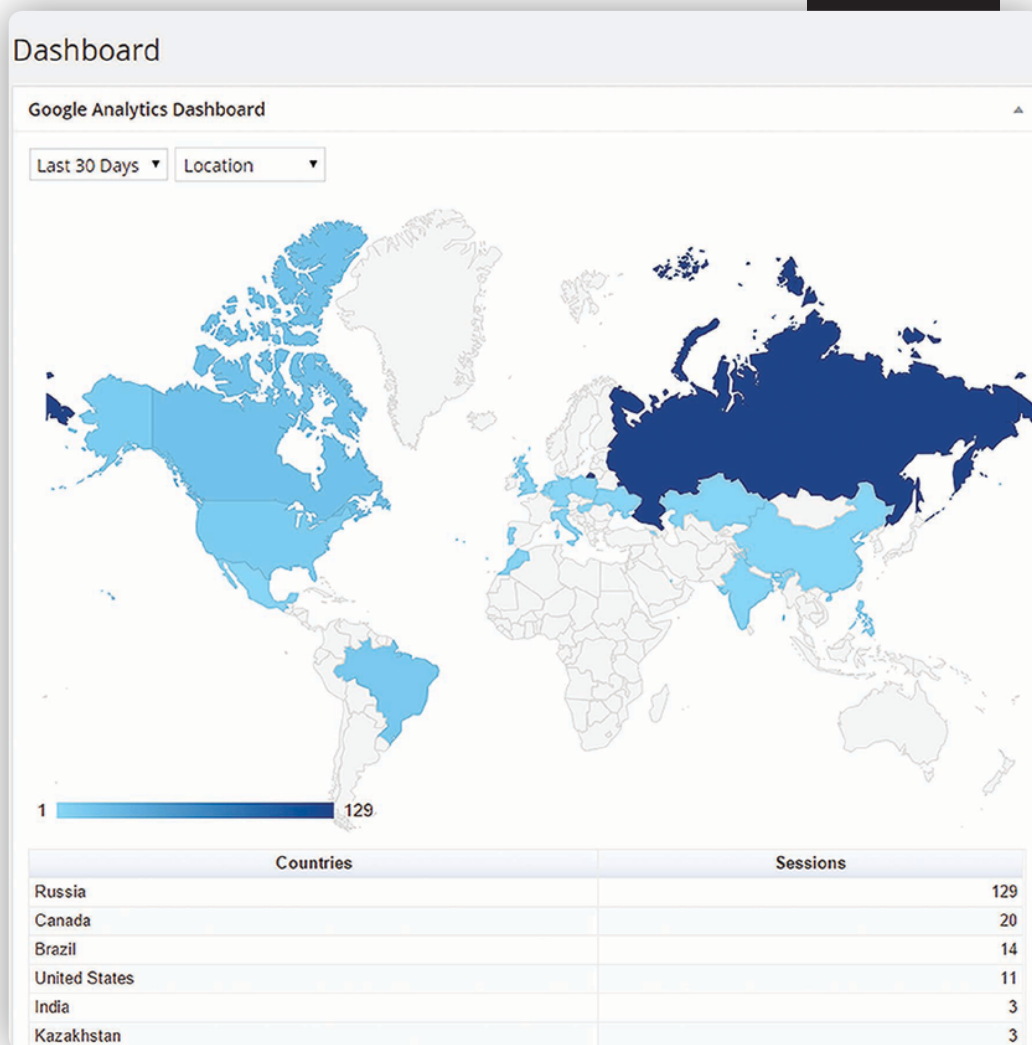 Dashboard
Google Analytics Dashboard
Last 30 Days Location
1 129
Countries Sessions
Russia 129
Canada 20
Brazil 14
United States 11
India 3
Kazakhstan 3